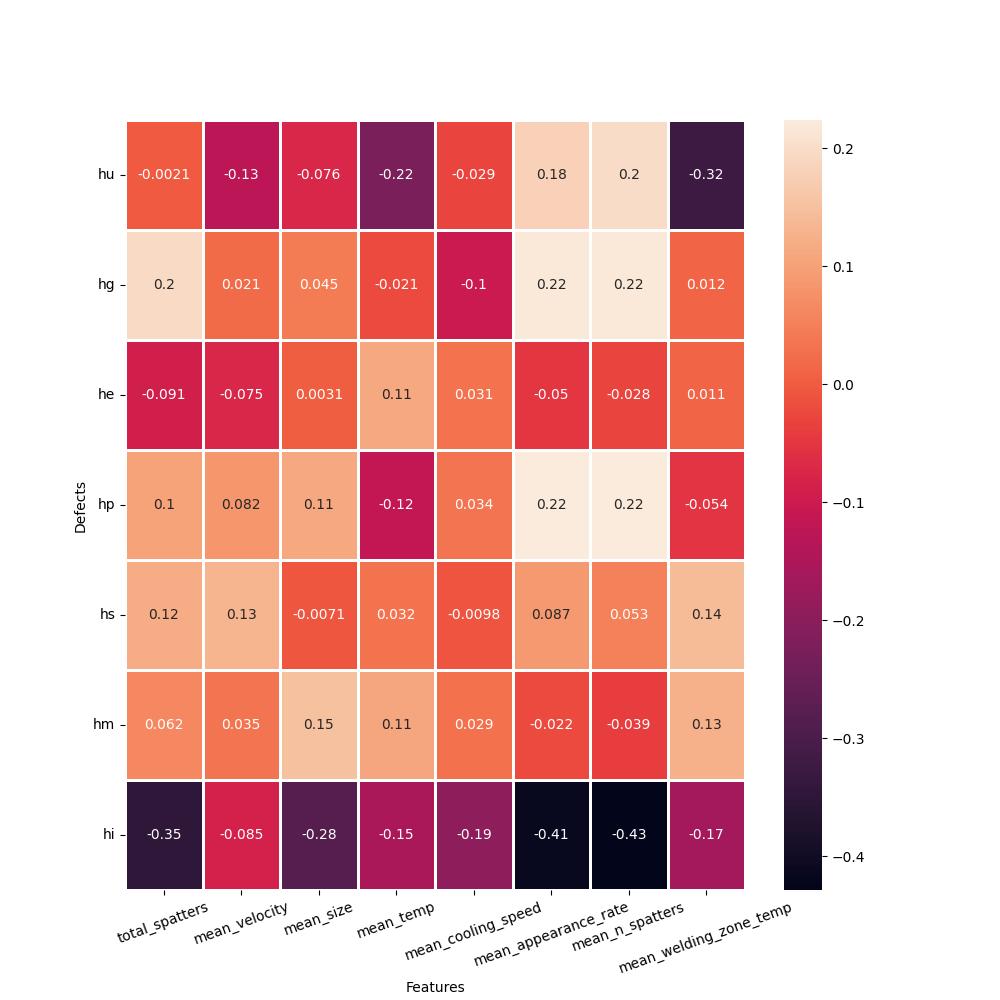 hu -0.0021 -0.13 -0.076 -0.22 -0.029 0.18 0.2 -0.32
hg 0.2 0.021 0.045 -0.021 -0.1 0.22 0.22 0.012
he -0.091 -0.075 0.0031 0.11 0.031 -0.05 -0.028 0.011
hp 0.1 0.082 0.11 -0.12 0.034 0.22 0.22 -0.054
hs 0.12 0.13 -0.0071 0.032 -0.0098 0.087 0.053 0.14
hm 0.062 0.035 0.15 0.11 0.029 -0.022 -0.039 0.13
hi -0.35 -0.085 -0.28 -0.15 -0.19 -0.41 -0.43 -0.17
Defects
total_spatters
mean_velocity
mean_size
mean_temp
mean_cooling_speed
mean_appearance_rate
mean_n_spatters
mean_welding_zone_temp
Features
0.2
0.1
0.0
−0.1
−0.2
−0.3
−0.4